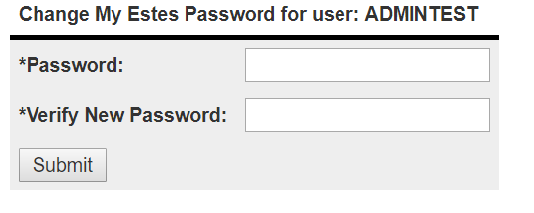 Change My Estes Password for user: ADMINTEST
*Password:
*Verify New Password:
Submit